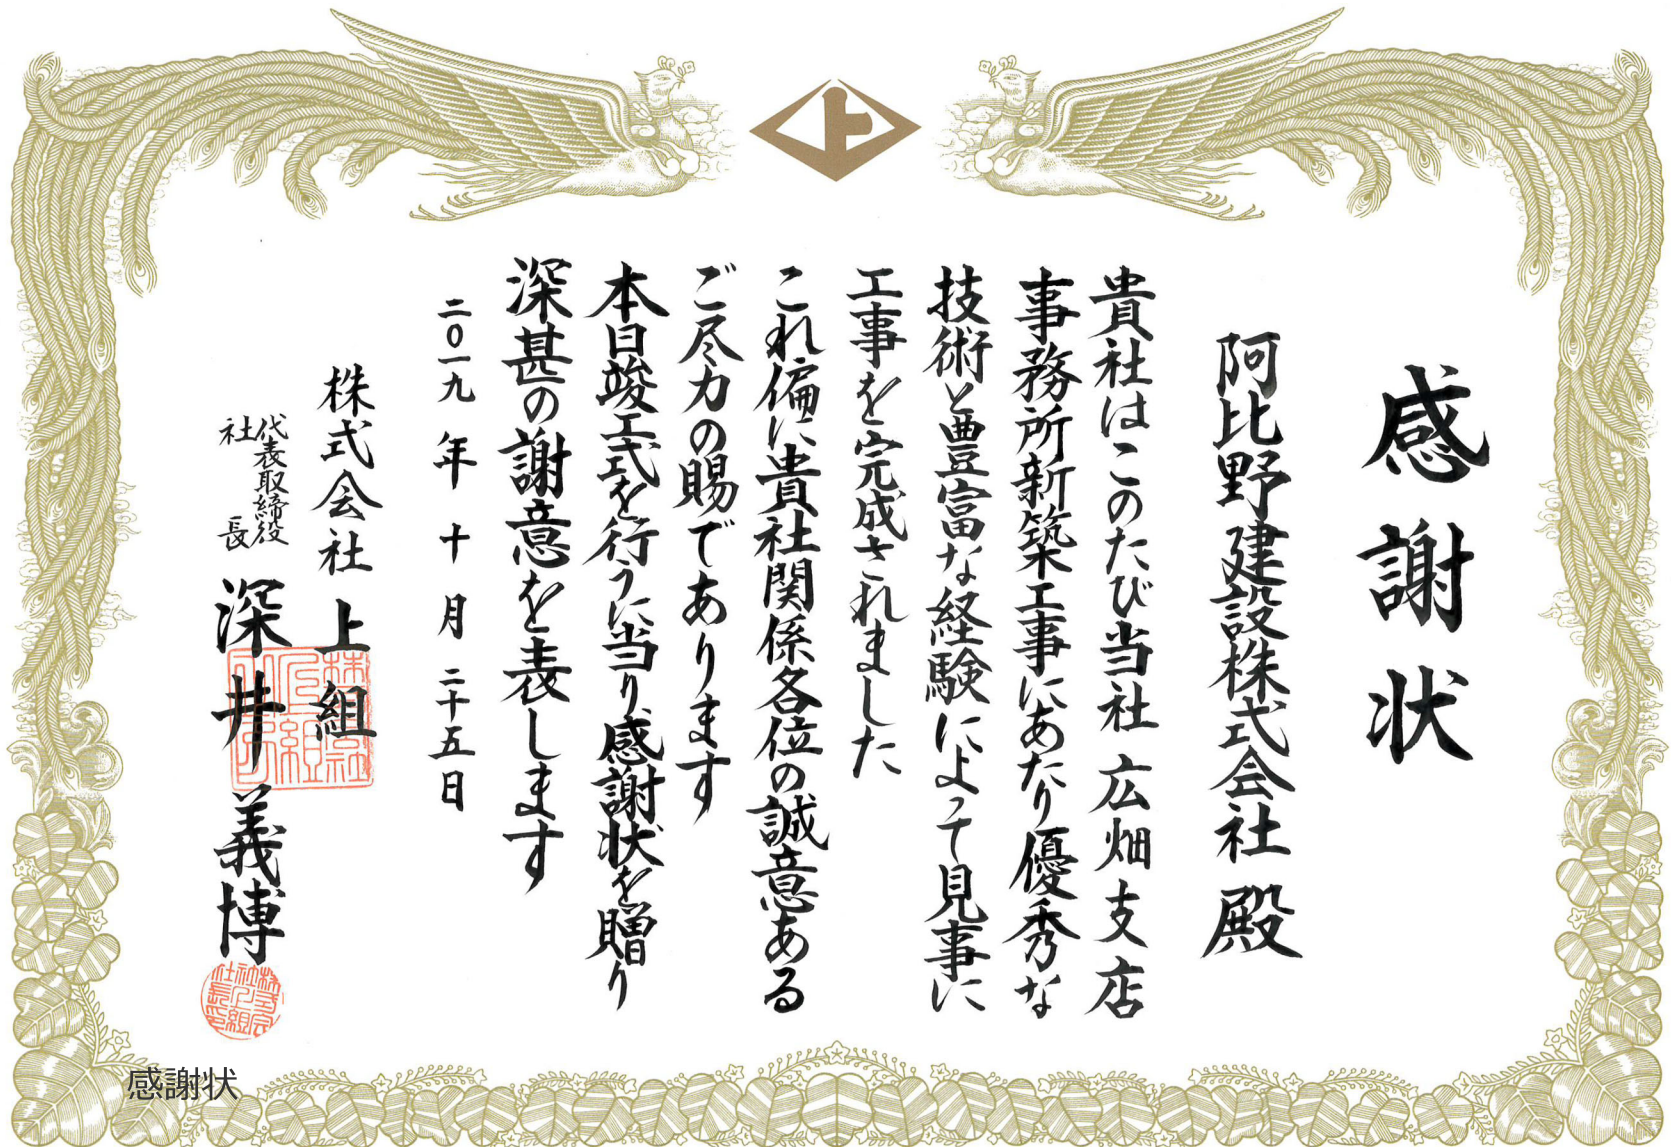 上
感謝状
阿比野建設株式会社 殿
貴社はこのたび当社 広畑支店
事務所新築工事にあたり優秀な
技術と豊富な経験によって見事に
工事を完成されました
これ偏に貴社関係各位の誠意ある
ご尽力の賜であります
本日竣工式を行うに当り感謝状を贈り
深甚の謝意を表します
二〇一九年 十月 二十五日
株式会社 上組
代表取締役
社長
深井義博
感謝状